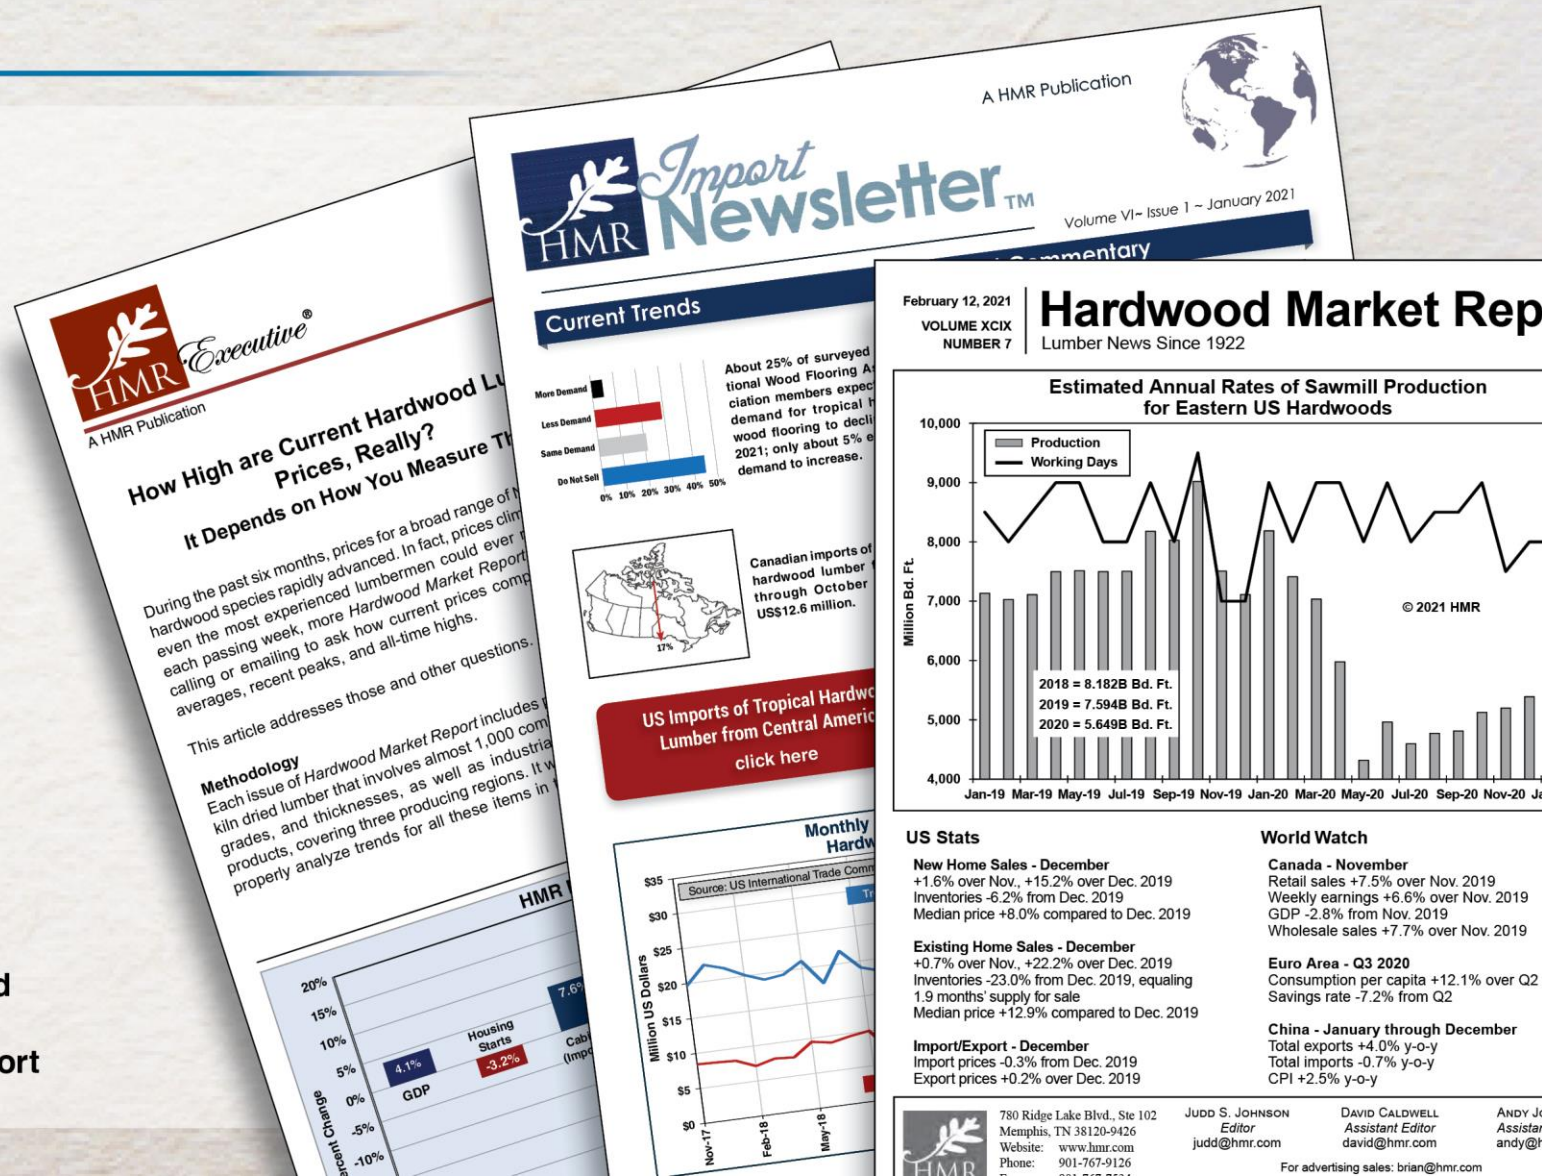 HMR
Executive®
A HMR Publication
How High are Current Hardwood
Prices, Really?
It Depends on How You Measure
During the past six months, prices for a broad range of
hardwood species rapidly advanced. In fact, prices
even the most experienced lumbermen could ever
each passing week, more Hardwood Market Report
calling or emailing to ask how current prices
averages, recent peaks, and all-time highs.
This article addresses those and other questions.
Methodology
Each issue of Hardwood Market Report includes
kiln dried lumber that involves almost 1,000
grades, and thicknesses, as well as
products, covering three producing regions. It
properly analyze trends for all these items in
HMR
20%
15%
10%
5%
0%
-5%
-10%
Percent Change
4.1%
GDP
Housing
Starts
-3.2%
7.6%
A HMR Publication
HMR
Import
Newsletter™
Volume VI~ Issue 1 ~ January 2021
Commentary
Current Trends
More Demand
Less Demand
Same Demand
Do Not Sell
0% 10% 20% 30% 40% 50%
About 25% of surveyed
tional Wood Flooring
ciation members
demand for tropical
wood flooring to
2021; only about 5%
demand to increase.
17%
Canadian imports of
hardwood lumber
through October
US$12.6 million.
US Imports of Tropical
Lumber from Central
click here
Monthly
Source: US International Trade
$35
$30
$25
$20
$15
$10
$5
$0
Million US Dollars
Nov-17 Feb-18 May-18
February 12, 2021
VOLUME XCIX
NUMBER 7
Hardwood Market Rep
Lumber News Since 1922
Estimated Annual Rates of Sawmill Production
for Eastern US Hardwoods
10,000
9,000
8,000
7,000
6,000
5,000
4,000
Million Bd. Ft.
Production
Working Days
© 2021 HMR
2018 = 8.182B Bd. Ft.
2019 = 7.594B Bd. Ft.
2020 = 5.649B Bd. Ft.
Jan-19 Mar-19 May-19 Jul-19 Sep-19 Nov-19 Jan-20 Mar-20 May-20 Jul-20 Sep-20 Nov-20
US Stats
New Home Sales - December
+1.6% over Nov., +15.2% over Dec. 2019
Inventories -6.2% from Dec. 2019
Median price +8.0% compared to Dec. 2019
Existing Home Sales - December
+0.7% over Nov., +22.2% over Dec. 2019
Inventories -23.0% from Dec. 2019, equaling
1.9 months' supply for sale
Median price +12.9% compared to Dec. 2019
Import/Export - December
Import prices -0.3% from Dec. 2019
Export prices +0.2% over Dec. 2019
World Watch
Canada - November
Retail sales +7.5% over Nov. 2019
Weekly earnings +6.6% over Nov. 2019
GDP -2.8% from Nov. 2019
Wholesale sales +7.7% over Nov. 2019
Euro Area - Q3 2020
Consumption per capita +12.1% over Q2
Savings rate -7.2% from Q2
China - January through December
Total exports +4.0% y-o-y
Total imports -0.7% y-o-y
CPI +2.5% y-o-y
HMR
780 Ridge Lake Blvd., Ste 102
Memphis, TN 38120-9426
Website: www.hmr.com
Phone: 901-767-9126
JUDD S. JOHNSON
Editor
judd@hmr.com
DAVID CALDWELL
Assistant Editor
david@hmr.com
ANDY
For advertising sales: brian@hmr.com